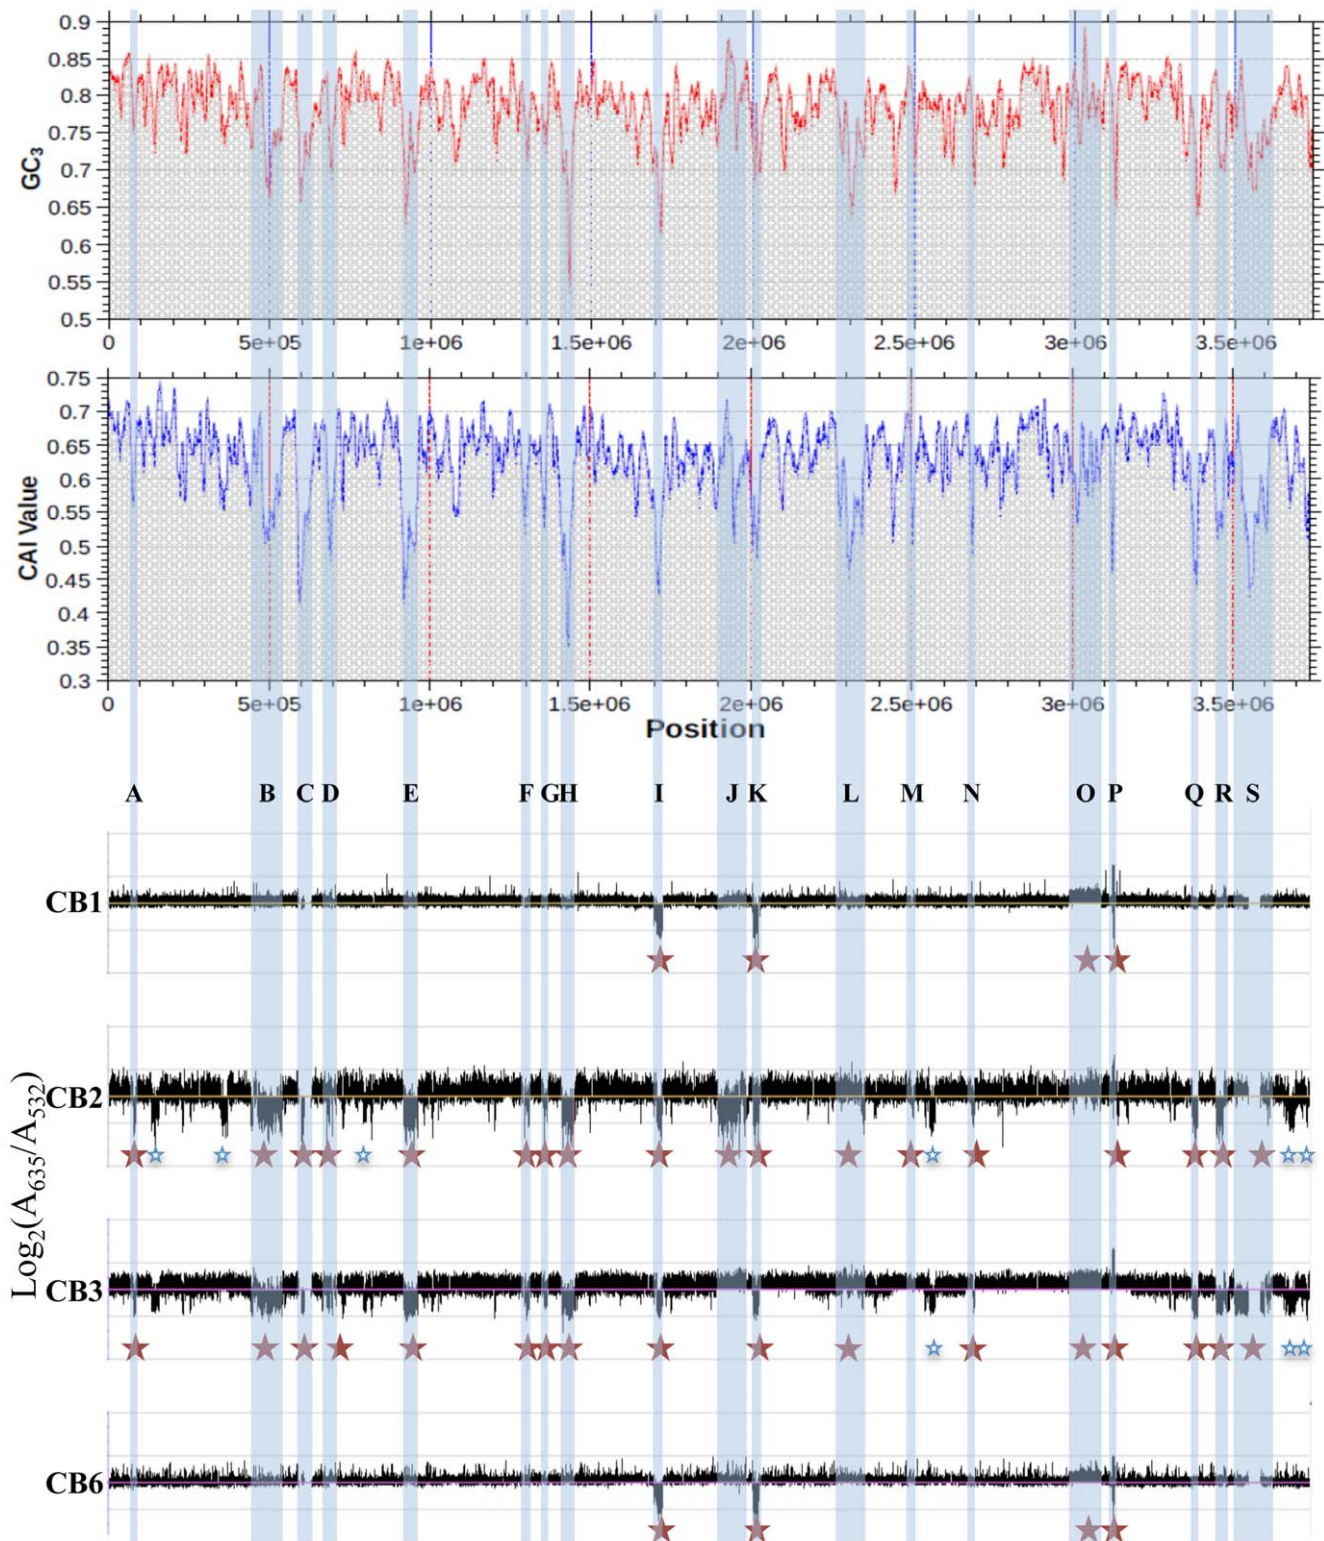 0.9
0.85
0.8
0.75
0.7
0.65
0.6
0.55
0.5
GC₃
0 5e+05 1e+06 1.5e+06 2e+06 2.5e+06 3e+06 3.5e+06
0.75
0.7
0.65
0.6
0.55
0.5
0.45
0.4
0.35
0.3
CAI Value
0 5e+05 1e+06 1.5e+06 2e+06 2.5e+06 3e+06 3.5e+06
Position
A B C D E F G H I J K L M N O P Q R S
CB1
CB2
CB3
CB6
Log₂(A₆₃₅/A₅₃₂)